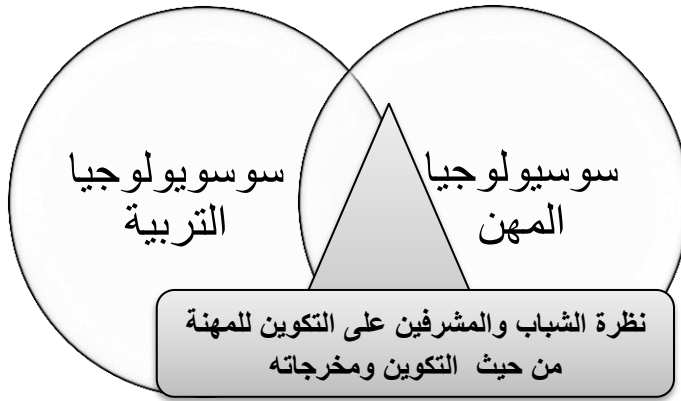 سوسيولوجيا
المهن
سوسويولوجيا
التربية
نظرة الشباب والمشرفين على التكوين للمهنة
من حيث التكوين ومخرجاته